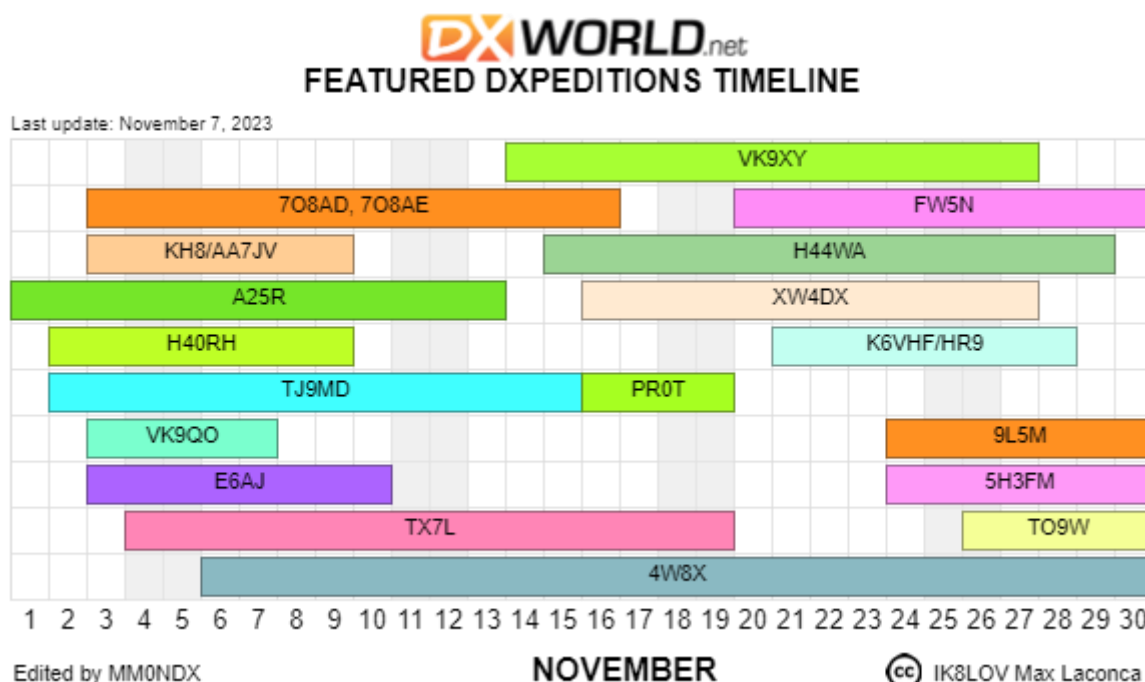 DX WORLD.net
FEATURED DXPEDITIONS TIMELINE
Last update: November 7, 2023
VK9XY
7O8AD, 7O8AE FW5N
KH8/AA7JV H44WA
A25R XW4DX
H40RH K6VHF/HR9
TJ9MD PR0T
VK9QO 9L5M
E6AJ 5H3FM
TX7L TO9W
4W8X
1 2 3 4 5 6 7 8 9 10 11 12 13 14 15 16 17 18 19 20 21 22 23 24 25 26 27 28 29 30
Edited by MM0NDX NOVEMBER cc IK8LOV Max Laconca